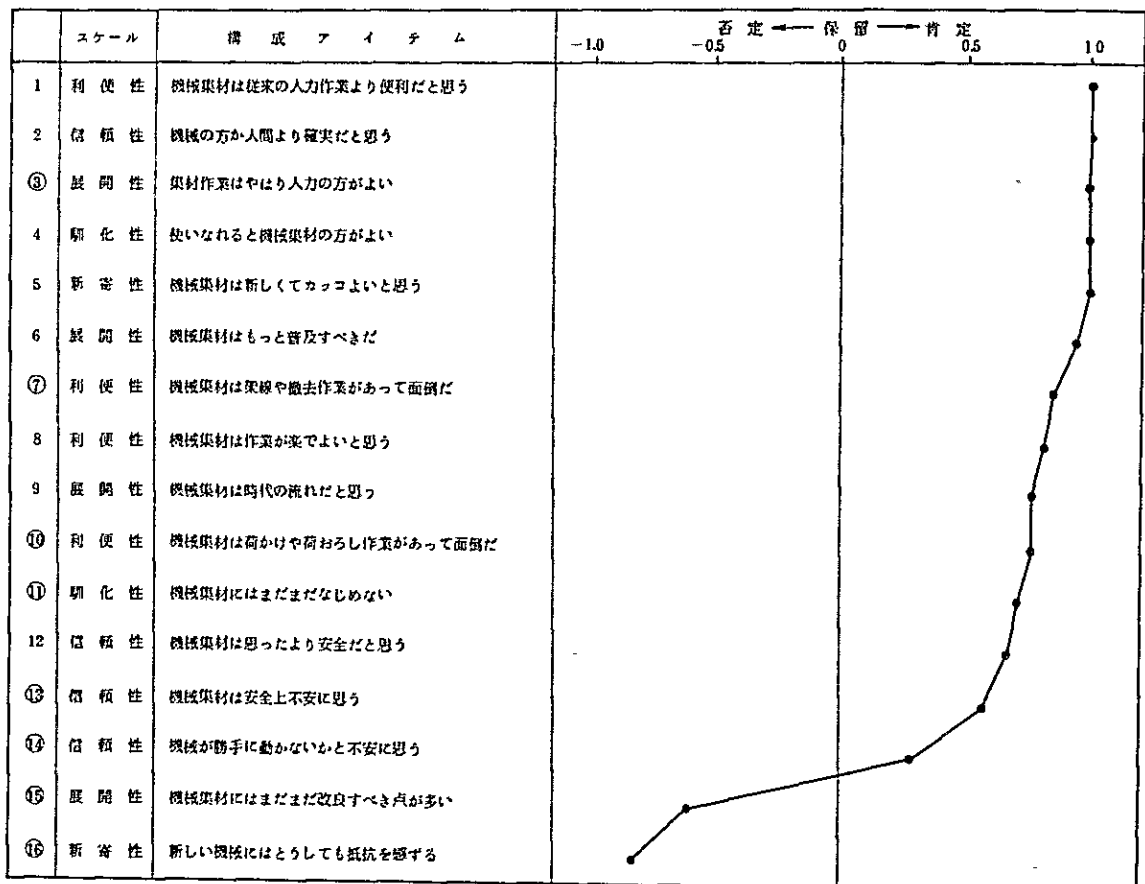 スケール 構成アイテム 否定 ← 保留 → 肯定
-1.0 -0.5 0 0.5 1.0
1 利便性 機械集材は従来の人力作業より便利だと思う
2 信頼性 機械の方か人間より確実だと思う
③ 展開性 集材作業はやはり人力の方がよい
4 馴化性 使いなれると機械集材の方がよい
5 新寄性 機械集材は新しくてカッコよいと思う
6 展開性 機械集材はもっと普及すべきだ
⑦ 利便性 機械集材は架線や撤去作業があって面倒だ
8 利便性 機械集材は作業が楽でよいと思う
9 展開性 機械集材は時代の流れだと思う
⑩ 利便性 機械集材は荷かけや荷おろし作業があって面倒だ
⑪ 馴化性 機械集材にはまだまだなじめない
12 信頼性 機械集材は思ったより安全だと思う
⑬ 信頼性 機械集材は安全上不安に思う
⑭ 信頼性 機械が勝手に動かないかと不安に思う
⑮ 展開性 機械集材にはまだまだ改良すべき点が多い
⑯ 新寄性 新しい機械にはとうしても抵抗を感ずる